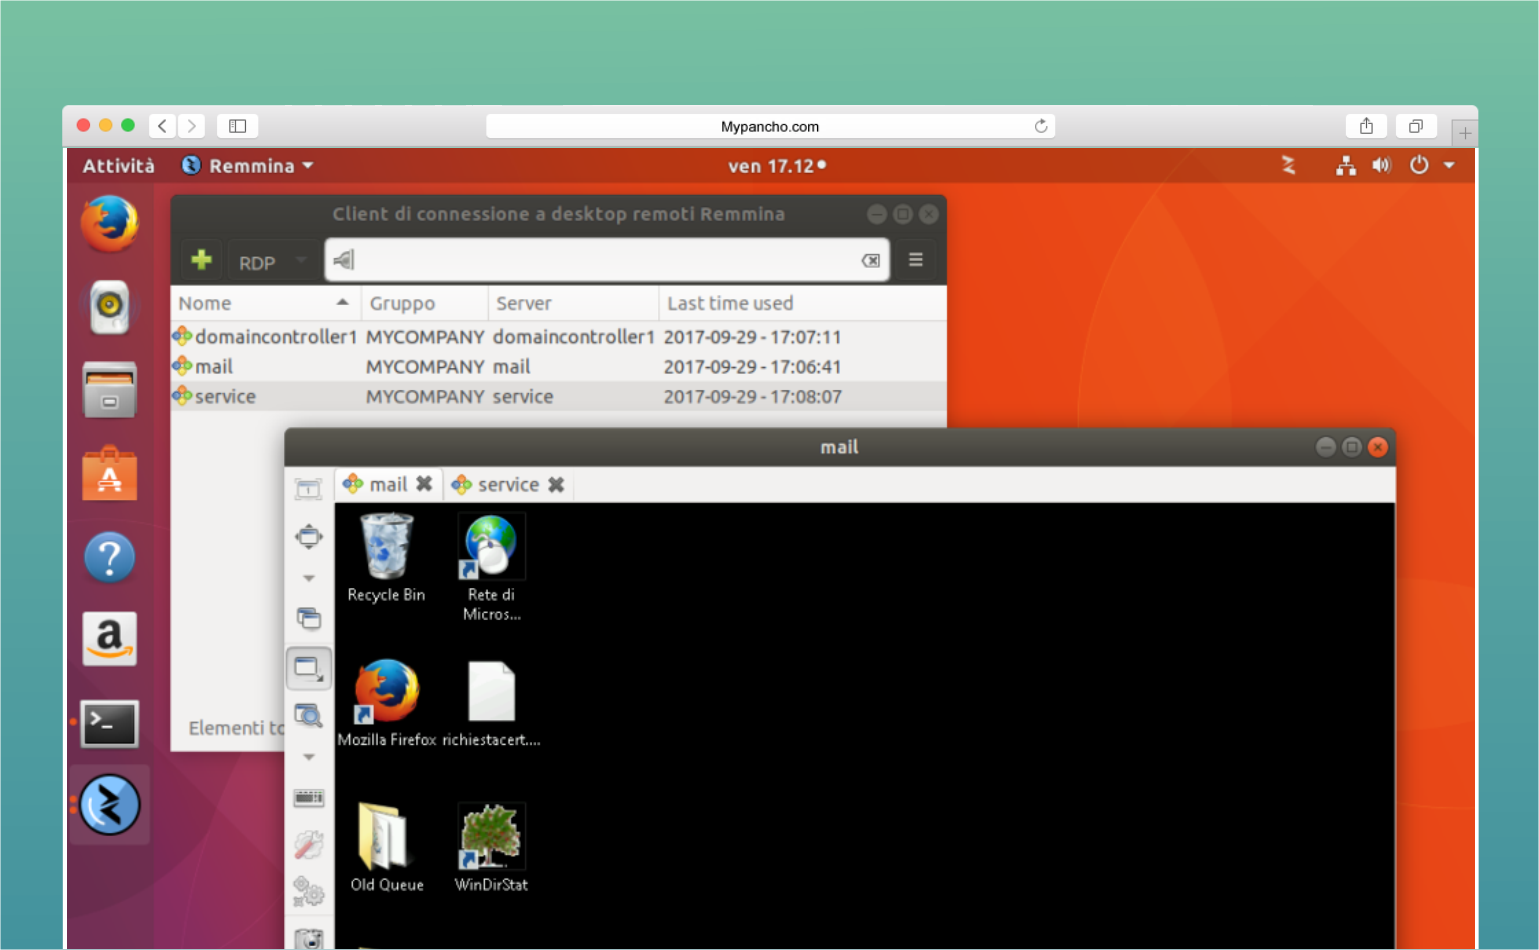 Mypancho.com
Attività Remmina ven 17.12
Client di connessione a desktop remoti Remmina
RDP
Nome Gruppo Server Last time used
domaincontroller1 MYCOMPANY domaincontroller1 2017-09-29 - 17:07:11
mail MYCOMPANY mail 2017-09-29 - 17:06:41
service MYCOMPANY service 2017-09-29 - 17:08:07
mail
mail service
Recycle Bin
Rete di
Micros...
Mozilla Firefox
richiestacert....
Elementi to
Old Queue
WinDirStat